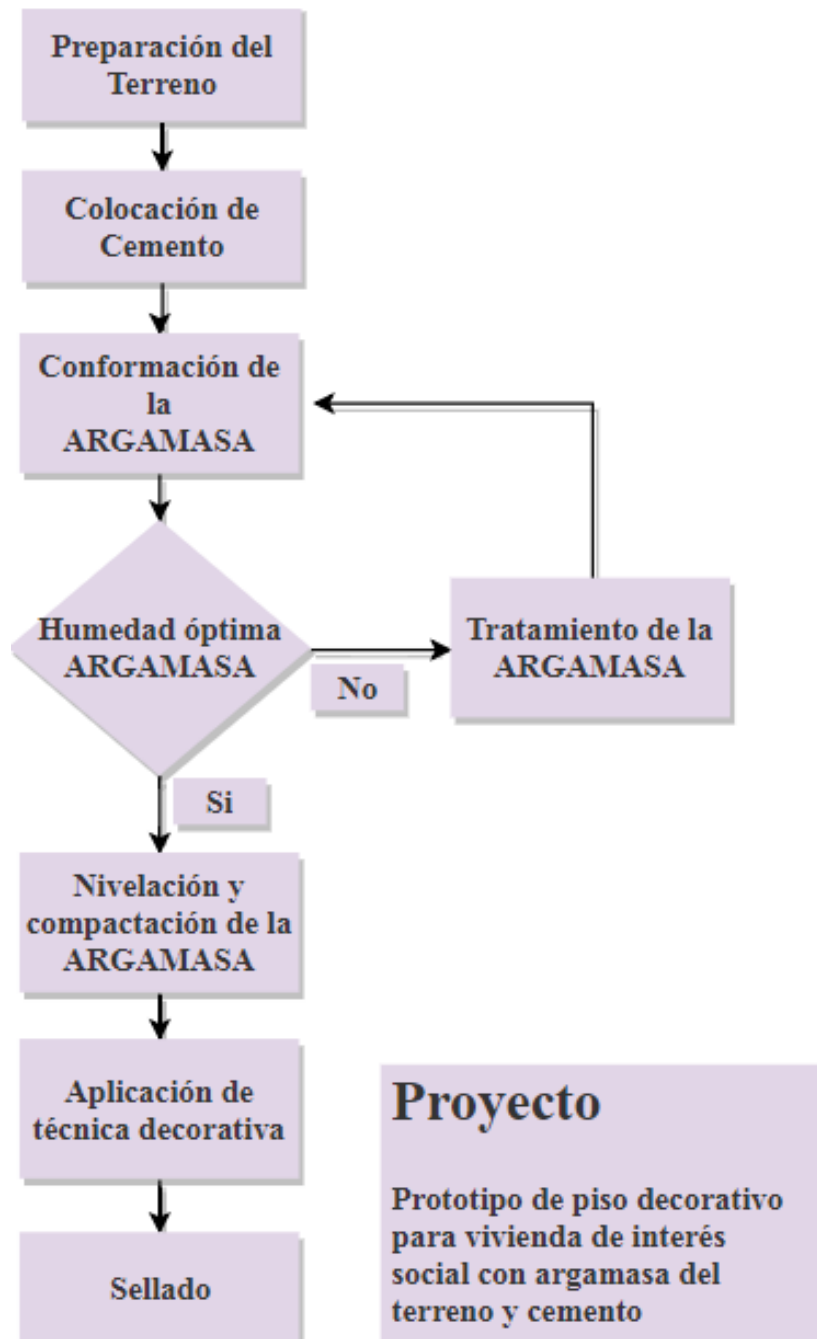 Preparación del
Terreno
Colocación de
Cemento
Conformación de
la
ARGAMASA
Humedad óptima
ARGAMASA
No
Tratamiento de la
ARGAMASA
Si
Nivelación y
compactación de la
ARGAMASA
Aplicación de
técnica decorativa
Sellado
Proyecto
Prototipo de piso decorativo
para vivienda de interés
social con argamasa del
terreno y cemento